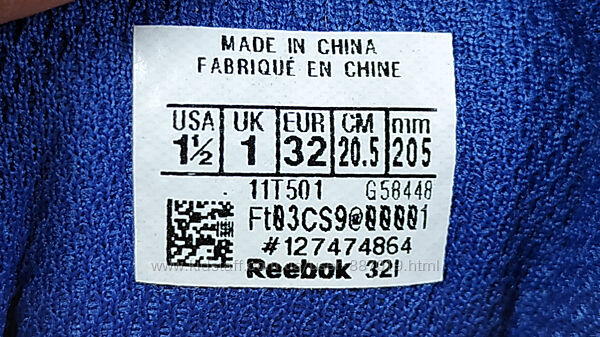 MADE IN CHINA
FABRIQUÉ EN CHINE
USA UK EUR CM mm
1½ 1 32 20.5 205
11T501 G58448
#127474864
Reebok 32I